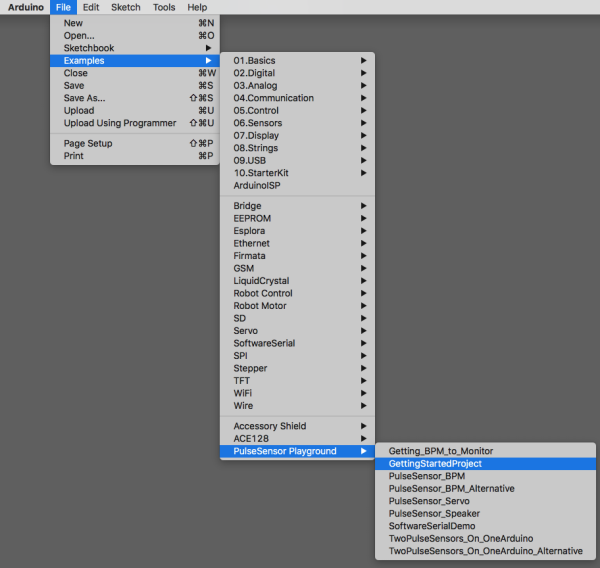 Arduino File Edit Sketch Tools Help
New ⌘N
Open... ⌘O
Sketchbook ▶
Examples ▶
Close ⌘W
Save ⌘S
Save As... ⇧⌘S
Upload ⌘U
Upload Using Programmer ⇧⌘U
Page Setup ⇧⌘P
Print ⌘P
01.Basics ▶
02.Digital ▶
03.Analog ▶
04.Communication ▶
05.Control ▶
06.Sensors ▶
07.Display ▶
08.Strings ▶
09.USB ▶
10.StarterKit ▶
ArduinoISP
Bridge ▶
EEPROM ▶
Esplora ▶
Ethernet ▶
Firmata ▶
GSM ▶
LiquidCrystal ▶
Robot Control ▶
Robot Motor ▶
SD ▶
Servo ▶
SoftwareSerial ▶
SPI ▶
Stepper ▶
TFT ▶
WiFi ▶
Wire ▶
Accessory Shield ▶
ACE128 ▶
PulseSensor Playground ▶
Getting_BPM_to_Monitor
GettingStartedProject
PulseSensor_BPM
PulseSensor_BPM_Alternative
PulseSensor_Servo
PulseSensor_Speaker
SoftwareSerialDemo
TwoPulseSensors_On_OneArduino
TwoPulseSensors_On_OneArduino_Alternative